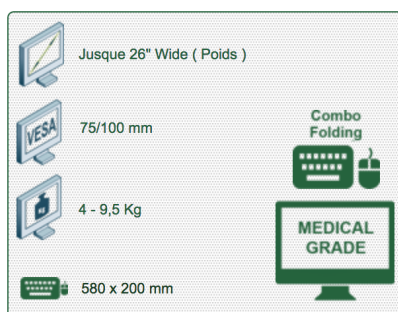 Jusque 26" Wide ( Poids )
VESA
75/100 mm
Combo
Folding
KG
4 - 9,5 Kg
MEDICAL
GRADE
580 x 200 mm